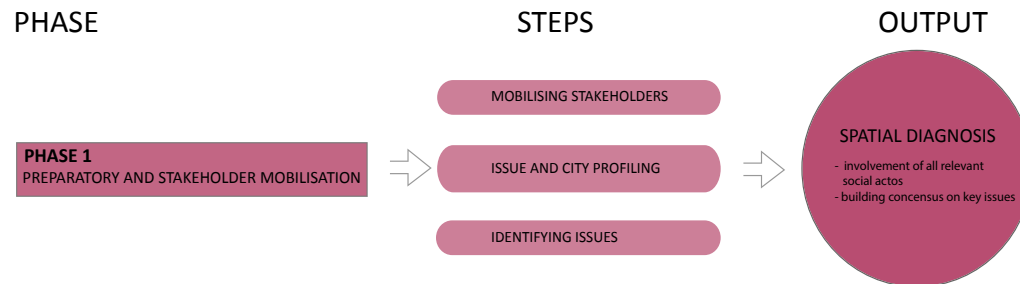 PHASE
STEPS
OUTPUT
PHASE 1
PREPARATORY AND STAKEHOLDER MOBILISATION
MOBILISING STAKEHOLDERS
ISSUE AND CITY PROFILING
IDENTIFYING ISSUES
SPATIAL DIAGNOSIS
- involvement of all relevant
social actos
- building concensus on key issues